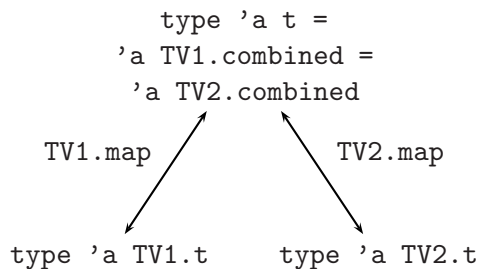 type ’a t =
’a TV1.combined =
’a TV2.combined
TV1.map
TV2.map
type ’a TV1.t
type ’a TV2.t